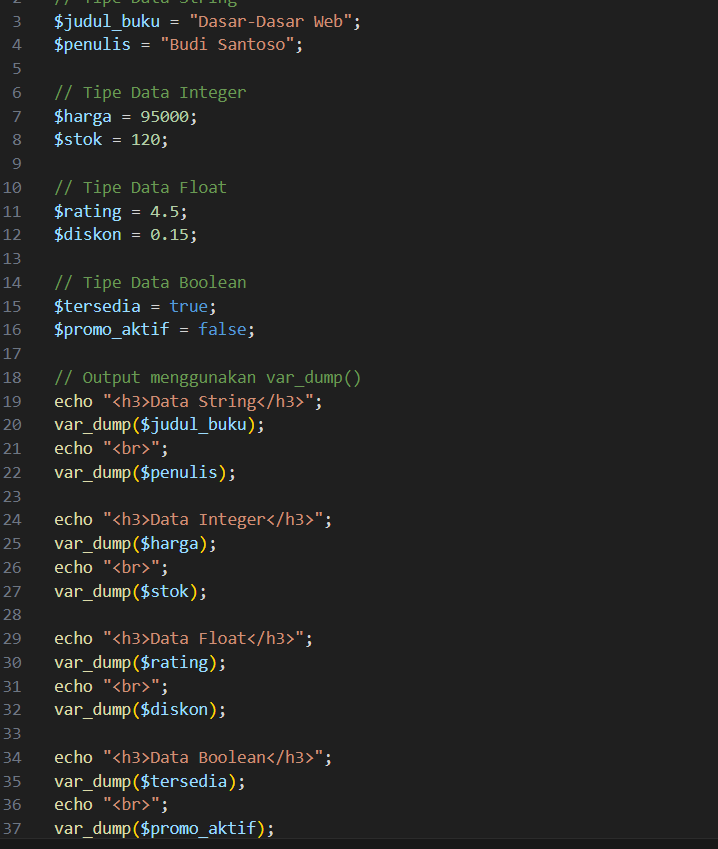 2 // Tipe Data String
3 $judul_buku = "Dasar-Dasar Web";
4 $penulis = "Budi Santoso";
5
6 // Tipe Data Integer
7 $harga = 95000;
8 $stok = 120;
9
10 // Tipe Data Float
11 $rating = 4.5;
12 $diskon = 0.15;
13
14 // Tipe Data Boolean
15 $tersedia = true;
16 $promo_aktif = false;
17
18 // Output menggunakan var_dump()
19 echo "<h3>Data String</h3>";
20 var_dump($judul_buku);
21 echo "<br>";
22 var_dump($penulis);
23
24 echo "<h3>Data Integer</h3>";
25 var_dump($harga);
26 echo "<br>";
27 var_dump($stok);
28
29 echo "<h3>Data Float</h3>";
30 var_dump($rating);
31 echo "<br>";
32 var_dump($diskon);
33
34 echo "<h3>Data Boolean</h3>";
35 var_dump($tersedia);
36 echo "<br>";
37 var_dump($promo_aktif);